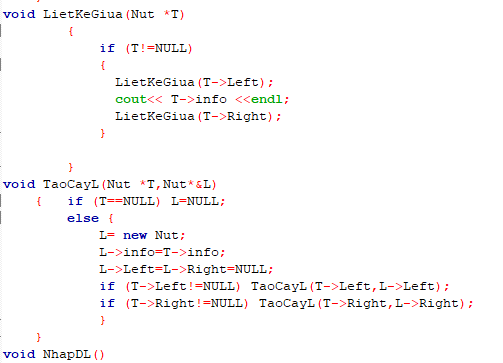 void LietKeGiua(Nut *T)
{
if (T!=NULL)
{
LietKeGiua(T->Left);
cout<< T->info <<endl;
LietKeGiua(T->Right);
}
}
void TaoCayL(Nut *T,Nut*&L)
{ if (T==NULL) L=NULL;
else {
L= new Nut;
L->info=T->info;
L->Left=L->Right=NULL;
if (T->Left!=NULL) TaoCayL(T->Left,L->Left);
if (T->Right!=NULL) TaoCayL(T->Right,L->Right);
}
}
void NhapDL()